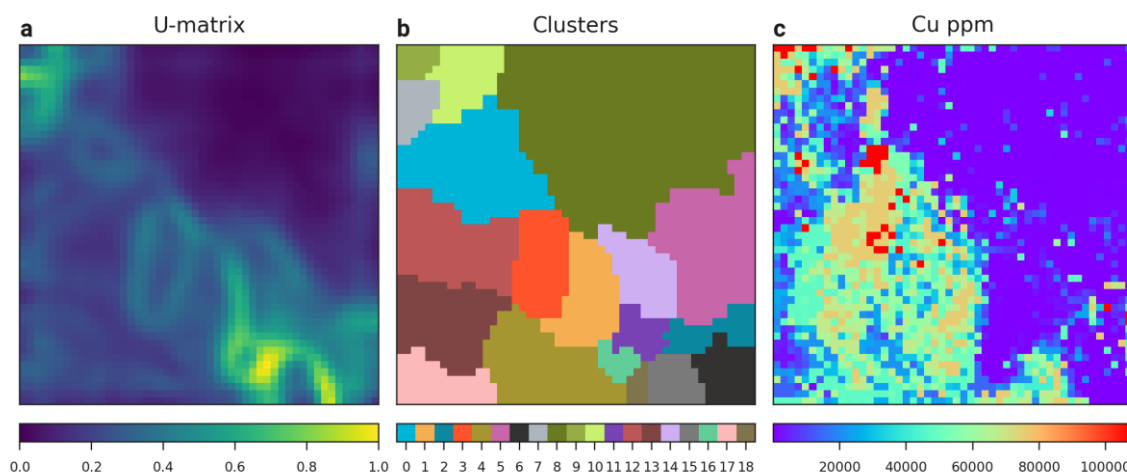 a U-matrix
b Clusters
c Cu ppm
0.0 0.2 0.4 0.6 0.8 1.0
0 1 2 3 4 5 6 7 8 9 10 11 12 13 14 15 16 17 18
20000 40000 60000 80000 100000